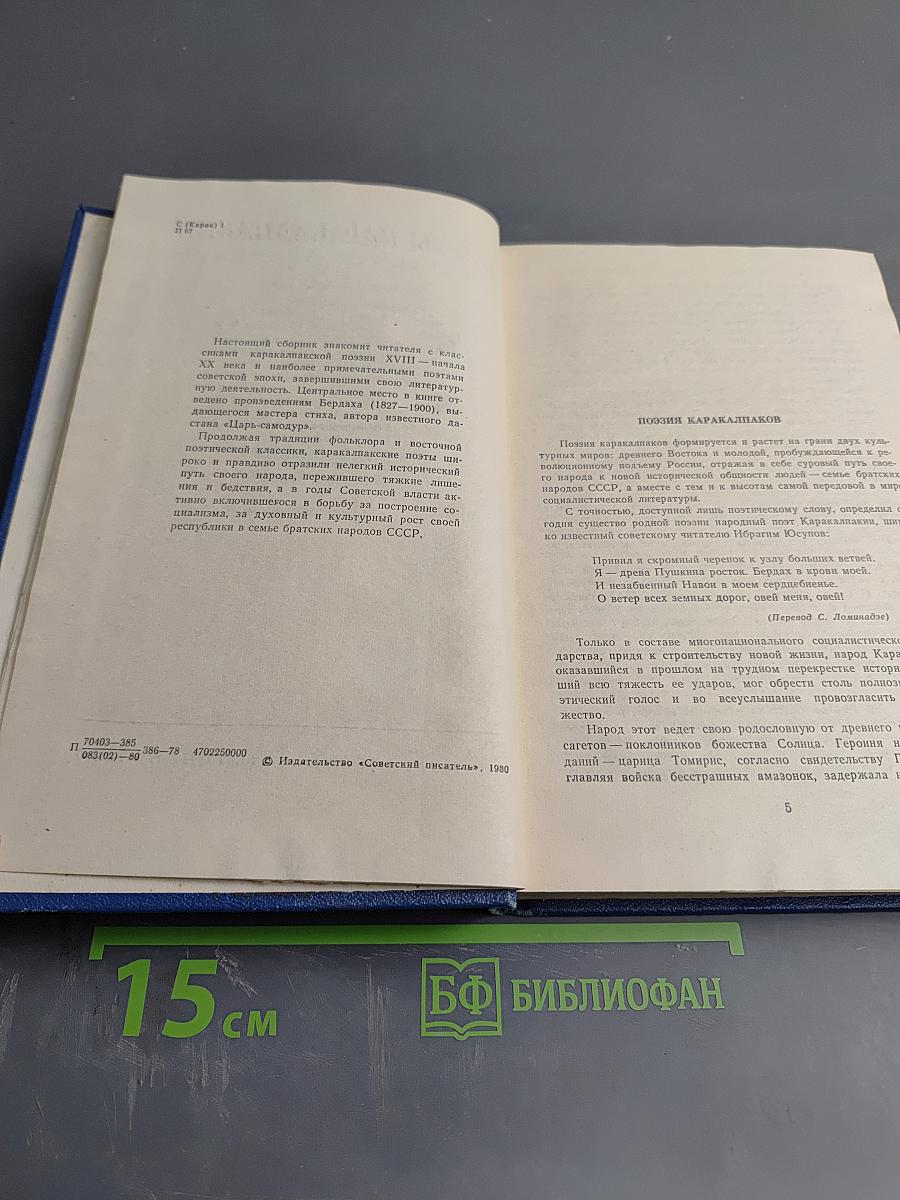 С (Карак) 1
П 67
Настоящий сборник знакомит читателя с клас-
сиками каракалпакской поэзии XVIII — начала
XX века и наиболее примечательными поэтами
советской эпохи, завершившими свою литератур-
ную деятельность. Центральное место в книге от-
ведено произведениям Бердаха (1827—1900), вы-
дающегося мастера стиха, автора известного да-
стана «Царь-самодур».
Продолжая традиции фольклора и восточной
поэтической классики, каракалпакские поэты ши-
роко и правдиво отразили нелегкий исторический
путь своего народа, пережившего тяжкие лише-
ния и бедствия, а в годы Советской власти ак-
тивно включившегося в борьбу за построение со-
циализма, за духовный и культурный рост своей
республики в семье братских народов СССР.
П 70403—385
083(02)—80 386—78 4702250000
© Издательство «Советский писатель», 1980
ПОЭЗИЯ КАРАКАЛПАКОВ
Поэзия каракалпаков формируется и растет на грани двух куль-
турных миров: древнего Востока и молодой, пробуждающейся к ре-
волюционному подъему России, отражая в себе суровый путь свое-
го народа к новой исторической общности людей — семье братских
народов СССР, а вместе с тем и к высотам самой передовой в мире
социалистической литературы.
С точностью, доступной лишь поэтическому слову, определил се
годня существо родной поэзии народный поэт Каракалпакии, ши
ко известный советскому читателю Ибрагим Юсупов:
Привил я скромный черенок к узлу больших ветвей.
Я — древа Пушкина росток. Бердах в крови моей.
И незабвенный Навои в моем сердцебиенье.
О ветер всех земных дорог, овей меня, овей!
(Перевод С. Ломинадзе)
Только в составе многонационального социалистическо
дарства, придя к строительству новой жизни, народ Кара
оказавшийся в прошлом на трудном перекрестке истори
ший всю тяжесть ее ударов, мог обрести столь полноз
этический голос и во всеуслышание провозгласить
жество.
Народ этот ведет свою родословную от древнего
сагетов — поклонников божества Солнца. Героиня н
даний — царица Томирис, согласно свидетельству Г
главляя войска бесстрашных амазонок, задержала н
5
15 см
БФ БИБЛИОФАН